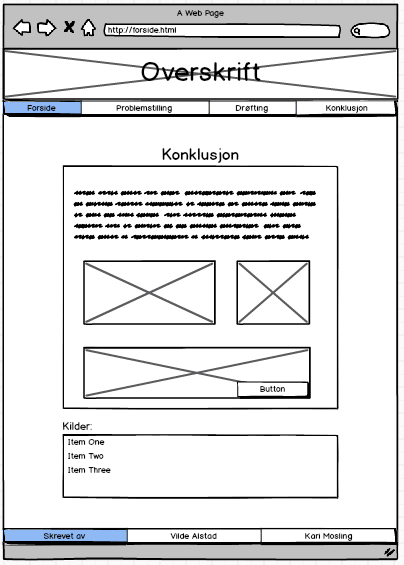 A Web Page
http://forside.html
Overskrift
Forside Problemstilling Drøfting Konklusjon
Konklusjon
Button
Kilder:
Item One
Item Two
Item Three
Skrevet av Vilde Alstad Kari Mosling